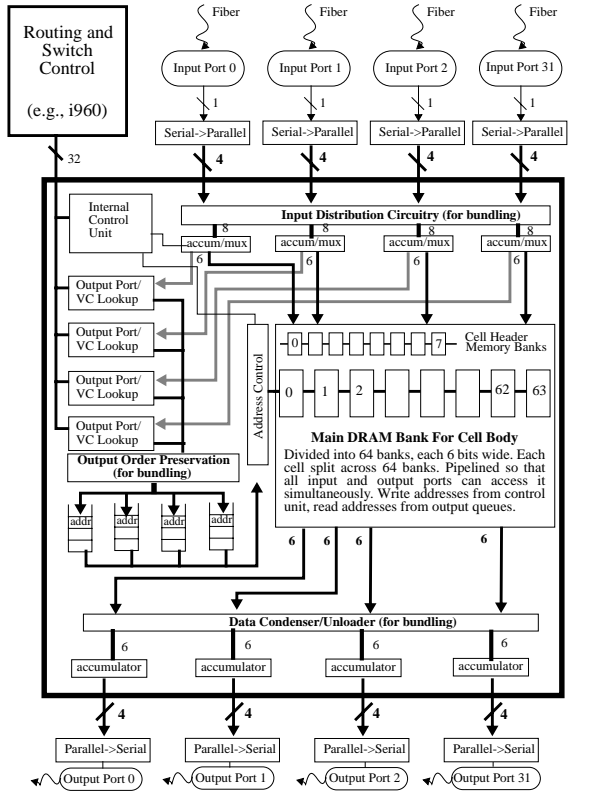 Routing and
Switch
Control
(e.g., i960)
32
Fiber
Fiber
Fiber
Fiber
Input Port 0
Input Port 1
Input Port 2
Input Port 31
1
1
1
1
Serial->Parallel
Serial->Parallel
Serial->Parallel
Serial->Parallel
4
4
4
4
Internal
Control
Unit
Input Distribution Circuitry (for bundling)
8
8
8
8
accum/mux
accum/mux
accum/mux
accum/mux
6
6
6
6
Output Port/
VC Lookup
Output Port/
VC Lookup
Output Port/
VC Lookup
Output Port/
VC Lookup
Address Control
0
7
Cell Header
Memory Banks
0
1
2
62
63
Main DRAM Bank For Cell Body
Divided into 64 banks, each 6 bits wide. Each
cell split across 64 banks. Pipelined so that
all input and output ports can access it
simultaneously. Write addresses from control
unit, read addresses from output queues.
Output Order Preservation
(for bundling)
addr
addr
addr
addr
6
6
6
6
Data Condenser/Unloader (for bundling)
6
6
6
6
accumulator
accumulator
accumulator
accumulator
4
4
4
4
Parallel->Serial
Parallel->Serial
Parallel->Serial
Parallel->Serial
Output Port 0
Output Port 1
Output Port 2
Output Port 31